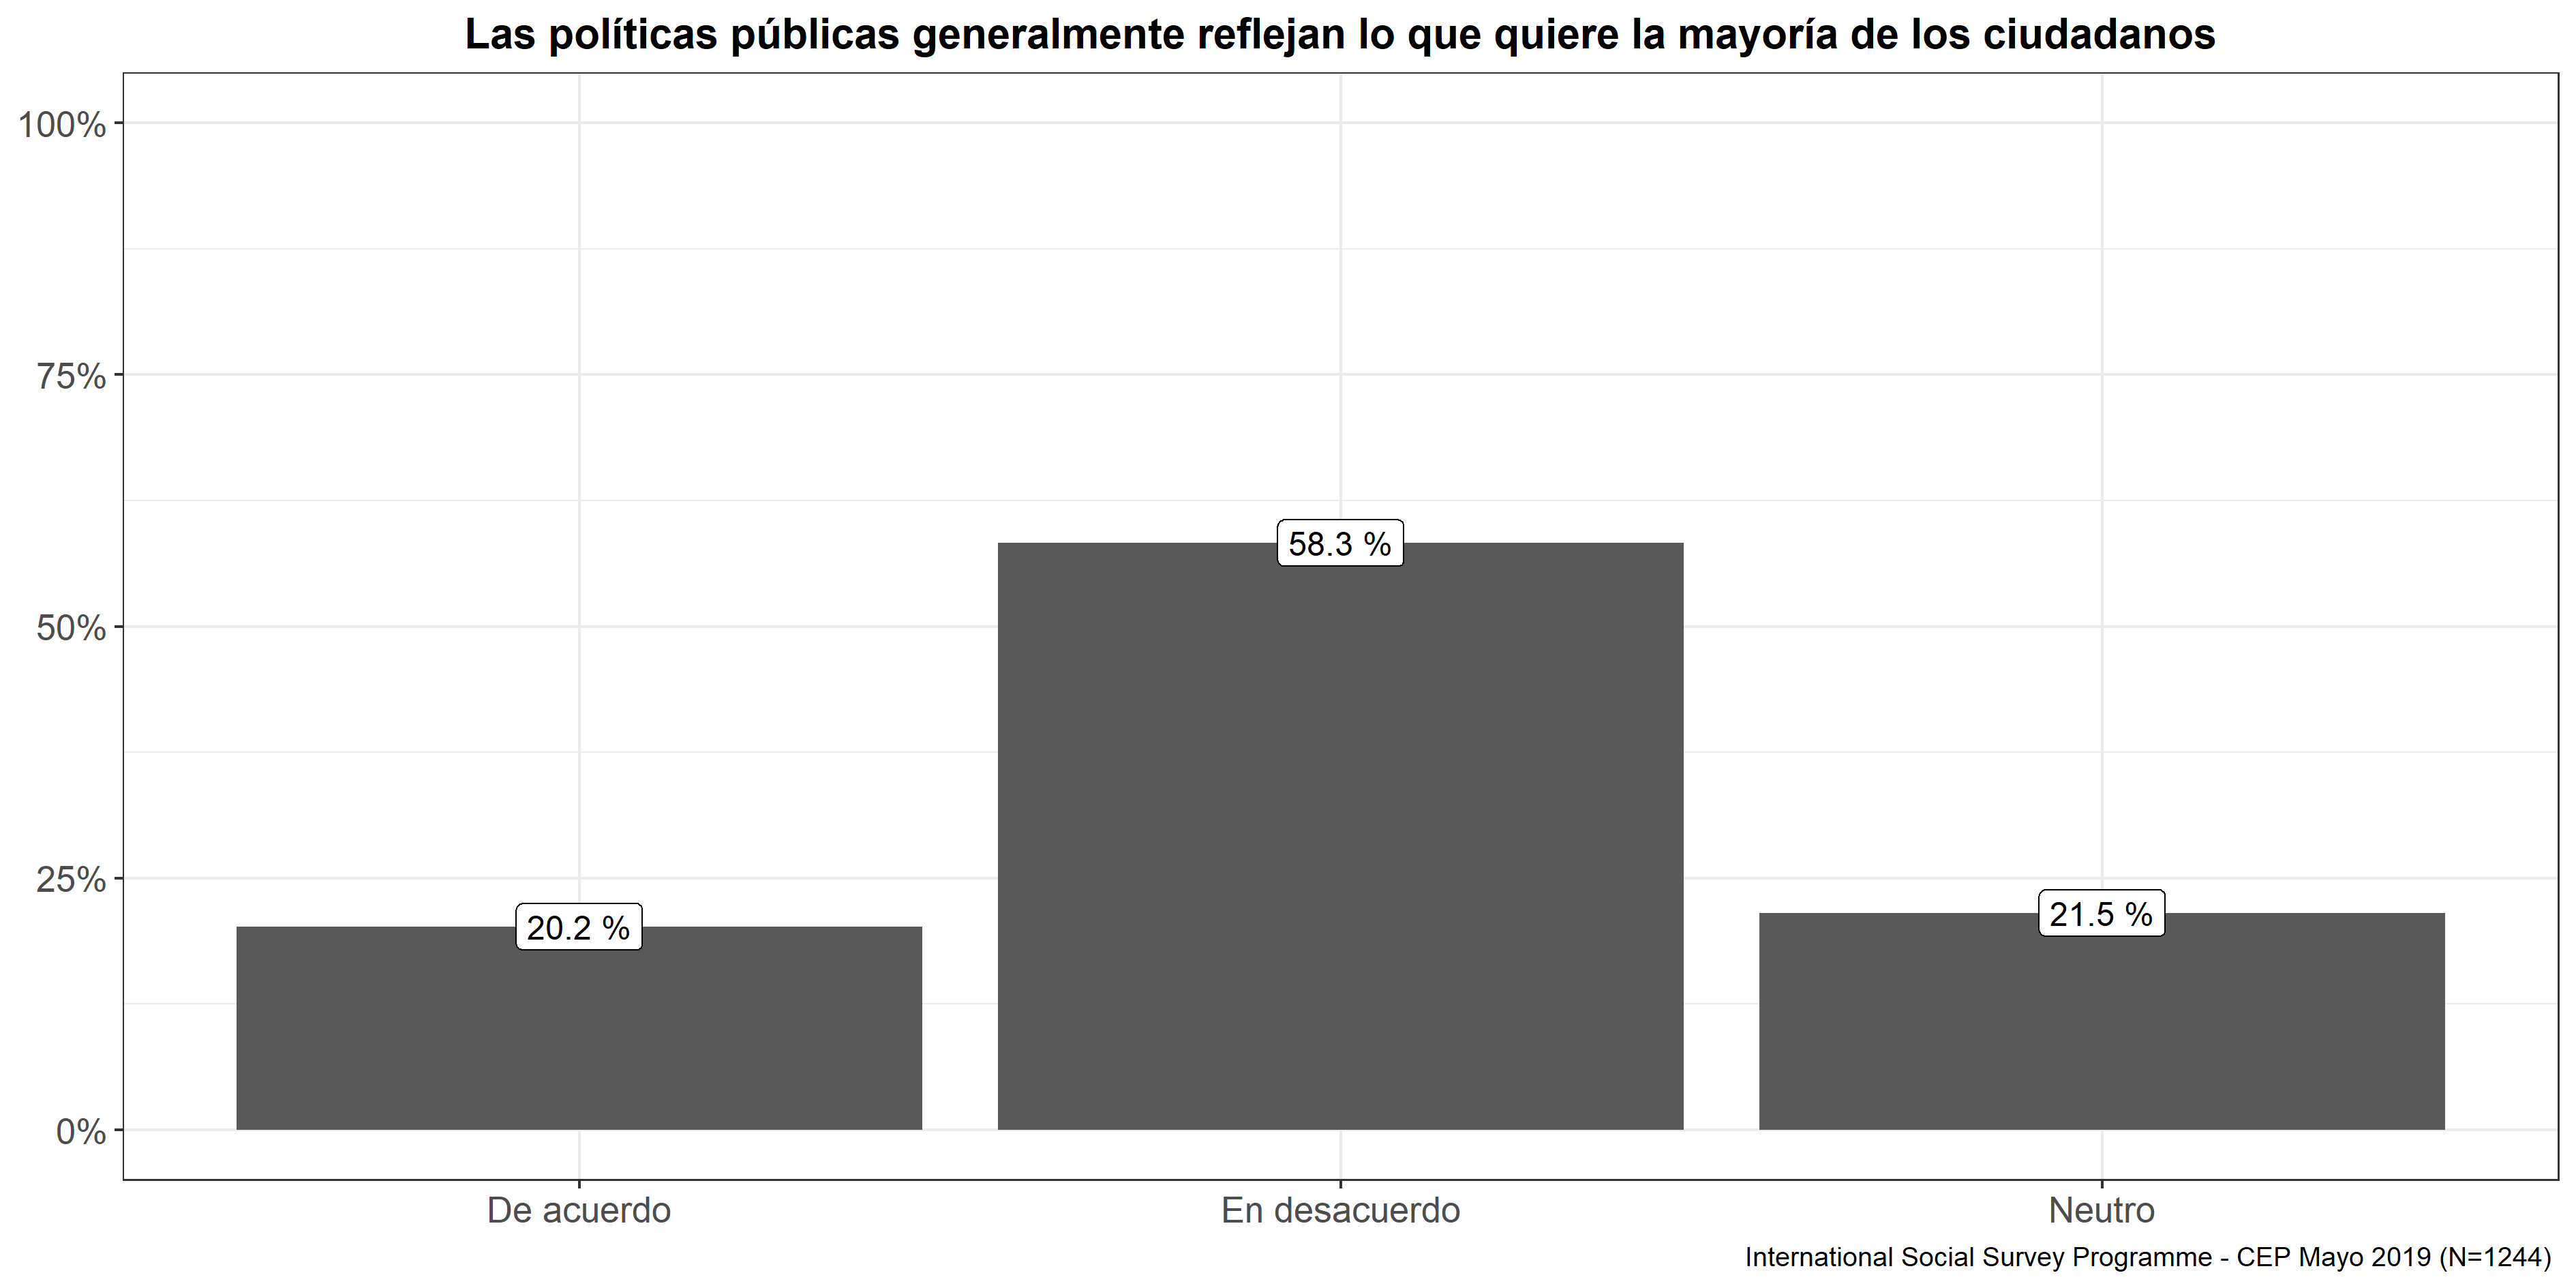 Las políticas públicas generalmente reflejan lo que quiere la mayoría de los ciudadanos
100%
75%
50%
25%
0%
20.2 %
58.3 %
21.5 %
De acuerdo
En desacuerdo
Neutro
International Social Survey Programme - CEP Mayo 2019 (N=1244)